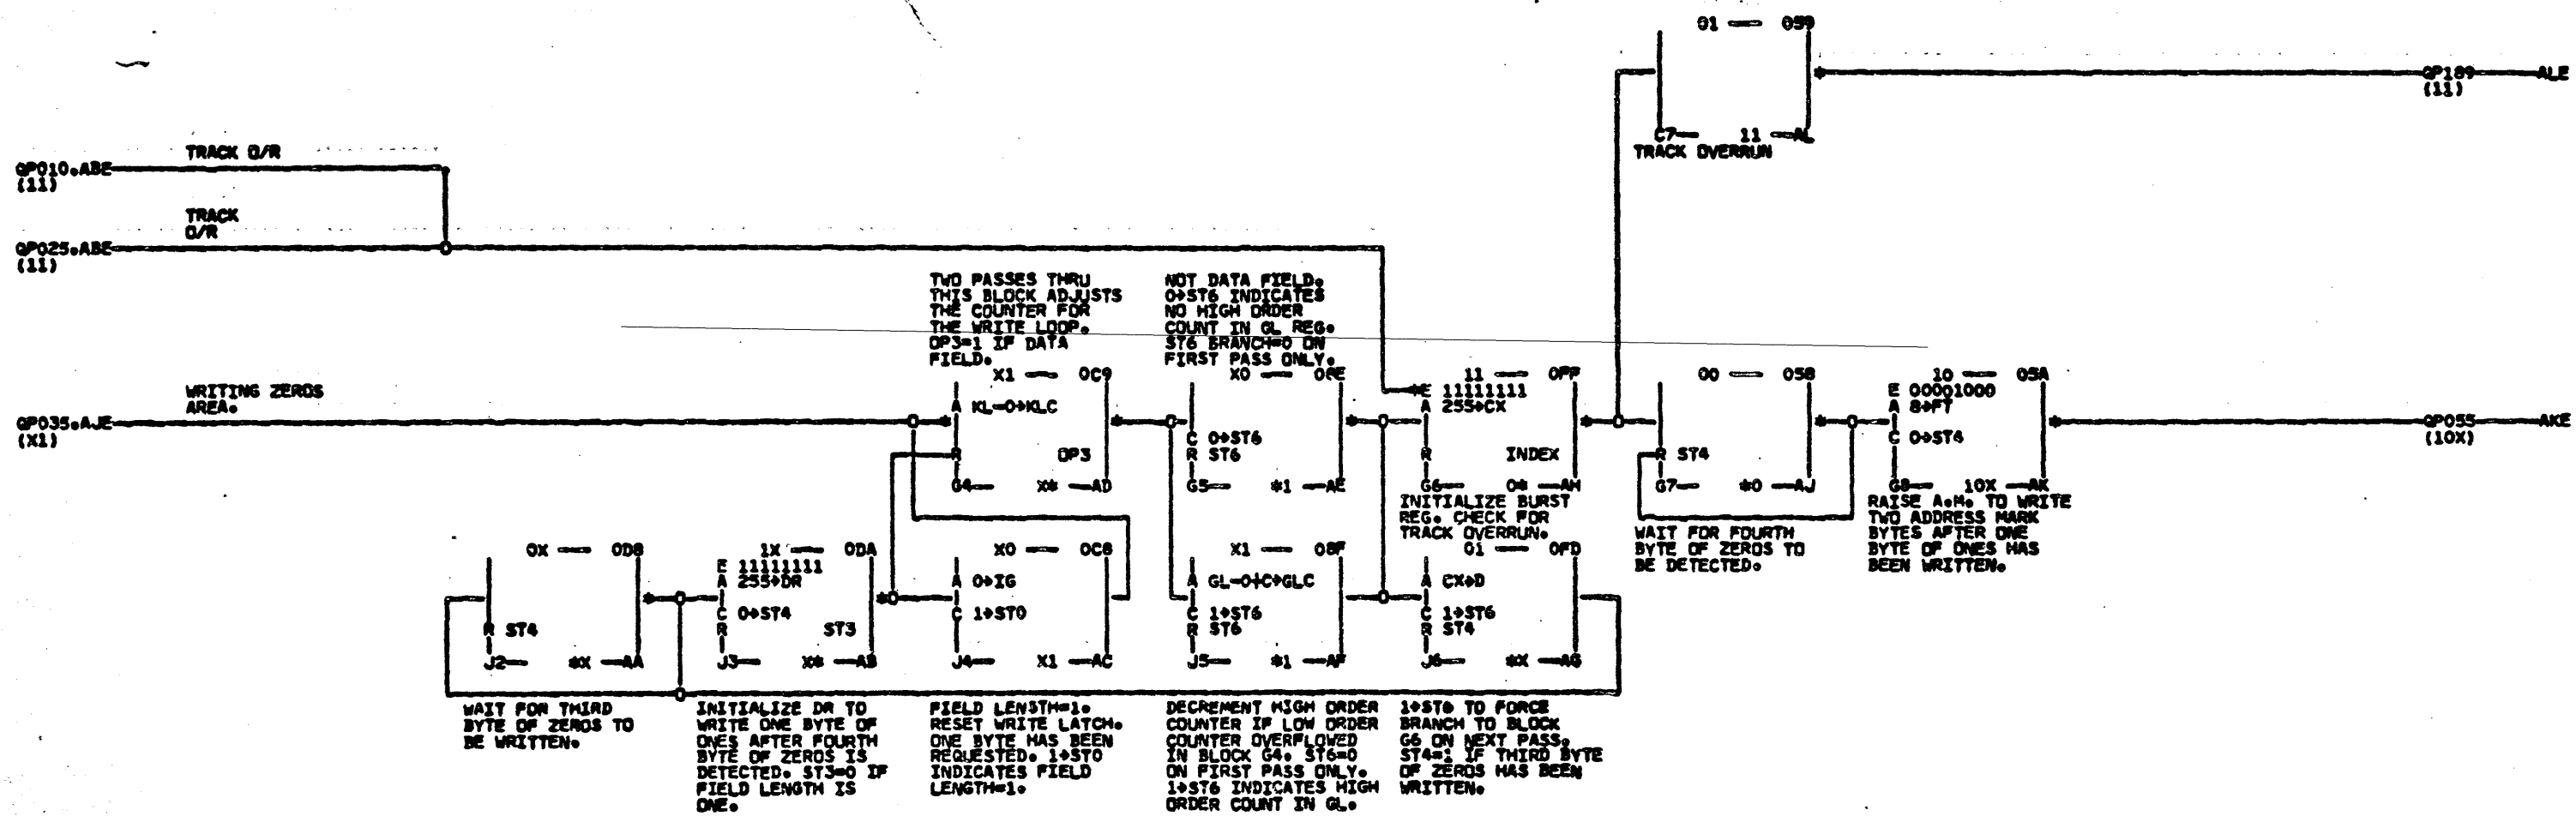 01 — 059
QP189 ALE
(11)
C7— 11 —AL
TRACK OVERRUN
TRACK O/R
QP010.ABE
(11)
TRACK
O/R
QP025.ABE
(11)
TWO PASSES THRU
THIS BLOCK ADJUSTS
THE COUNTER FOR
THE WRITE LOOP.
OP3=1 IF DATA
FIELD.
NOT DATA FIELD.
0→ST6 INDICATES
NO HIGH ORDER
COUNT IN GL REG.
ST6 BRANCH=0 ON
FIRST PASS ONLY.
WRITING ZEROS
AREA.
QP035.AJE
(X1)
X1 — 0C9
A KL-0→KLC
R OP3
G4— X* —AD
X0 —
C 0→ST6
R ST6
G5— *1 —AE
11 —
E 11111111
A 255→CX
R INDEX
G6— 0* —AH
INITIALIZE BURST
REG. CHECK FOR
TRACK OVERRUN.
00 — 058
R ST4
G7— *0 —AJ
WAIT FOR FOURTH
BYTE OF ZEROS TO
BE DETECTED.
10 — 05A
E 00001000
A 8→FT
C 0→ST4
G8— 10X —AK
RAISE A.M. TO WRITE
TWO ADDRESS MARK
BYTES AFTER ONE
BYTE OF ONES HAS
BEEN WRITTEN.
QP055 AKE
(10X)
0X — 0D8
R ST4
J2— *X —AA
WAIT FOR THIRD
BYTE OF ZEROS TO
BE WRITTEN.
1X — 0DA
E 11111111
A 255→DR
C 0→ST4
R ST3
J3— X* —AB
INITIALIZE DR TO
WRITE ONE BYTE OF
ONES AFTER FOURTH
BYTE OF ZEROS IS
DETECTED. ST3=0 IF
FIELD LENGTH IS
ONE.
X0 — 0C8
A 0→IG
C 1→ST0
J4— X1 —AC
FIELD LENGTH=1.
RESET WRITE LATCH.
ONE BYTE HAS BEEN
REQUESTED. 1→ST0
INDICATES FIELD
LENGTH=1.
X1 —
A GL-0+C→GLC
C 1→ST6
R ST6
J5— *1 —AF
DECREMENT HIGH ORDER
COUNTER IF LOW ORDER
COUNTER OVERFLOWED
IN BLOCK G4. ST6=0
ON FIRST PASS ONLY.
1→ST6 INDICATES HIGH
ORDER COUNT IN GL.
01 — 0FD
A CX→D
C 1→ST6
R ST4
J6— *X —AG
1→ST6 TO FORCE
BRANCH TO BLOCK
G6 ON NEXT PASS.
ST4=1 IF THIRD BYTE
OF ZEROS HAS BEEN
WRITTEN.